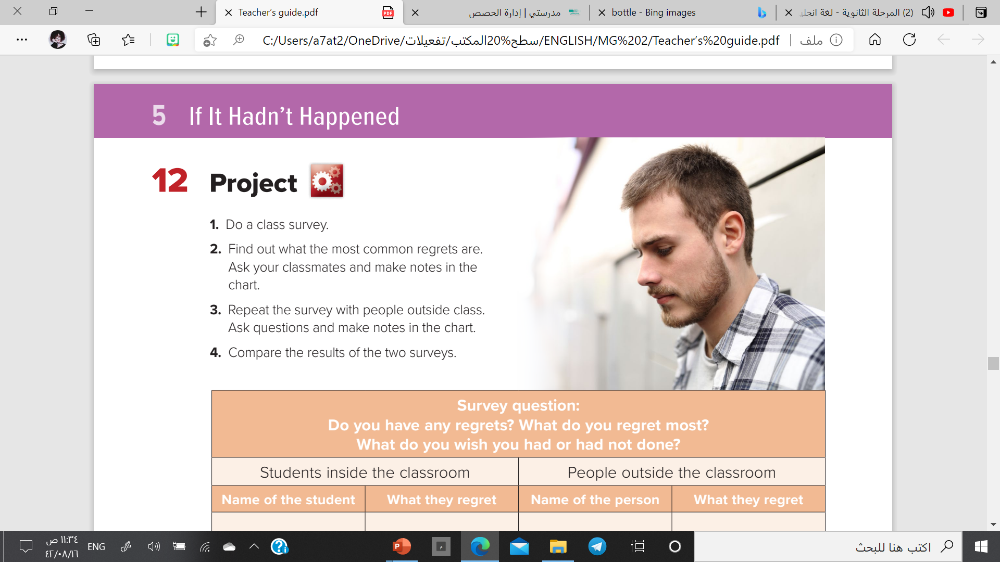 Teacher's guide.pdf
مدرستي | إدارة الحصص
bottle - Bing images
(2) المرحلة الثانوية - لغة انجلي
C:/Users/a7at2/OneDrive/سطح%20المكتب/تفعيلات/ENGLISH/MG%202/Teacher's%20guide.pdf
ملف
5 If It Hadn't Happened
12 Project
1. Do a class survey.
2. Find out what the most common regrets are.
Ask your classmates and make notes in the
chart.
3. Repeat the survey with people outside class.
Ask questions and make notes in the chart.
4. Compare the results of the two surveys.
Survey question:
Do you have any regrets? What do you regret most?
What do you wish you had or had not done?
Students inside the classroom
People outside the classroom
Name of the student
What they regret
Name of the person
What they regret
١١:٣٤ ص
٤٢/٠٨/١٦
ENG
اكتب هنا للبحث